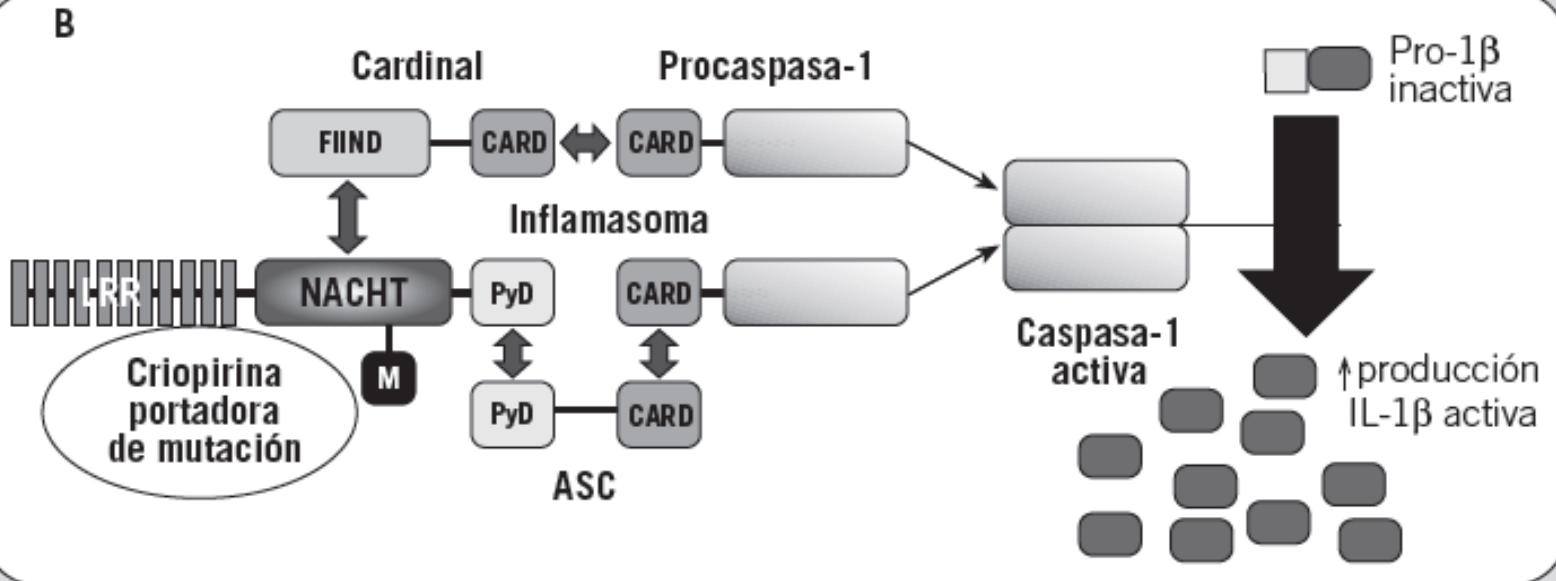 B
Cardinal
Procaspasa-1
Pro-1β
inactiva
FIIND
CARD
CARD
Inflamasoma
LRR
NACHT
PyD
CARD
Criopirina
portadora
de mutación
M
PyD
CARD
ASC
Caspasa-1
activa
↑producción
IL-1β activa